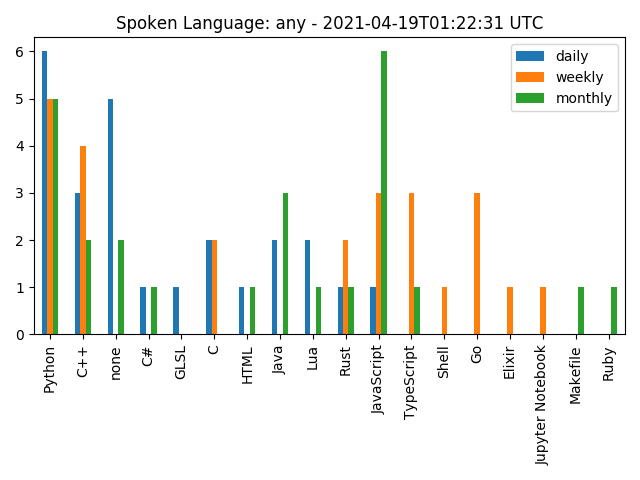 Spoken Language: any - 2021-04-19T01:22:31 UTC
daily
weekly
monthly
6
5
4
3
2
1
0
Python
C++
none
C#
GLSL
C
HTML
Java
Lua
Rust
JavaScript
TypeScript
Shell
Go
Elixir
Jupyter Notebook
Makefile
Ruby